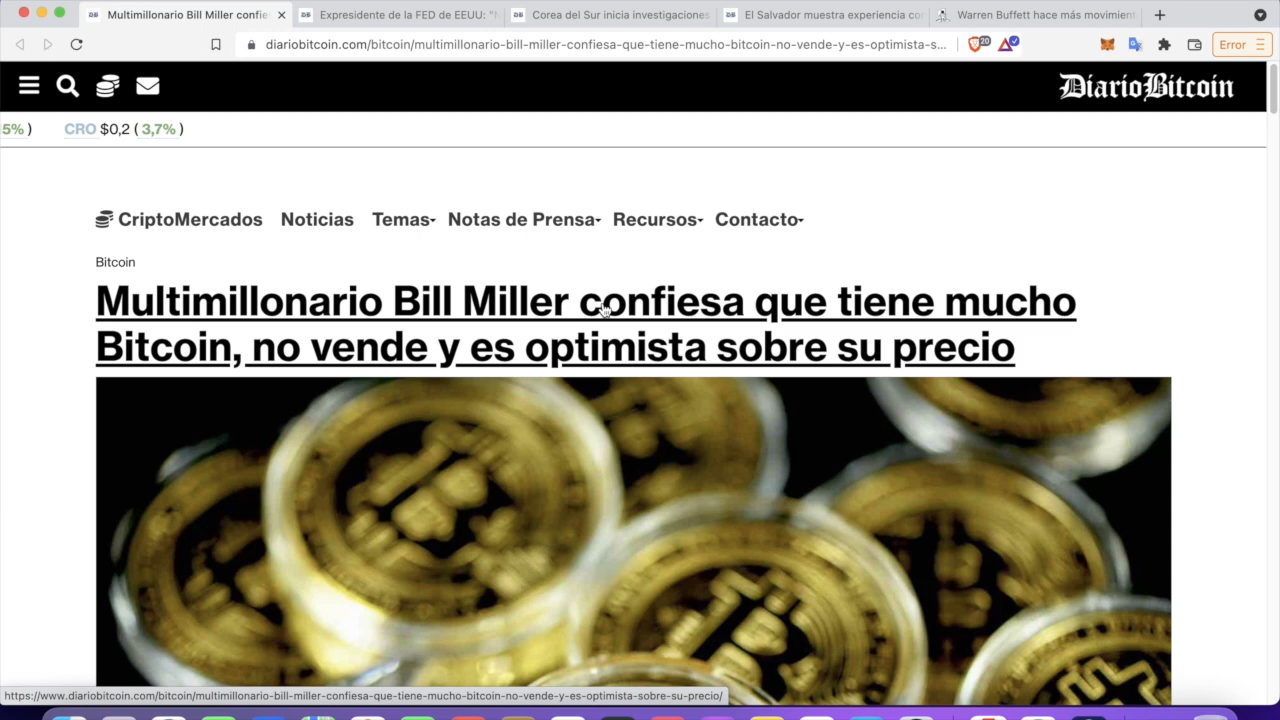 Multimillonario Bill Miller confie
Expresidente de la FED de EEUU: "
Corea del Sur inicia investigaciones
El Salvador muestra experiencia co
Warren Buffett hace más movimient
diariobitcoin.com/bitcoin/multimillonario-bill-miller-confiesa-que-tiene-mucho-bitcoin-no-vende-y-es-optimista-s...
20
Error
DiarioBitcoin
5% )
CRO $0,2 ( 3,7% )
CriptoMercados Noticias Temas Notas de Prensa Recursos Contacto
Bitcoin
Multimillonario Bill Miller confiesa que tiene mucho
Bitcoin, no vende y es optimista sobre su precio
https://www.diariobitcoin.com/bitcoin/multimillonario-bill-miller-confiesa-que-tiene-mucho-bitcoin-no-vende-y-es-optimista-sobre-su-precio/